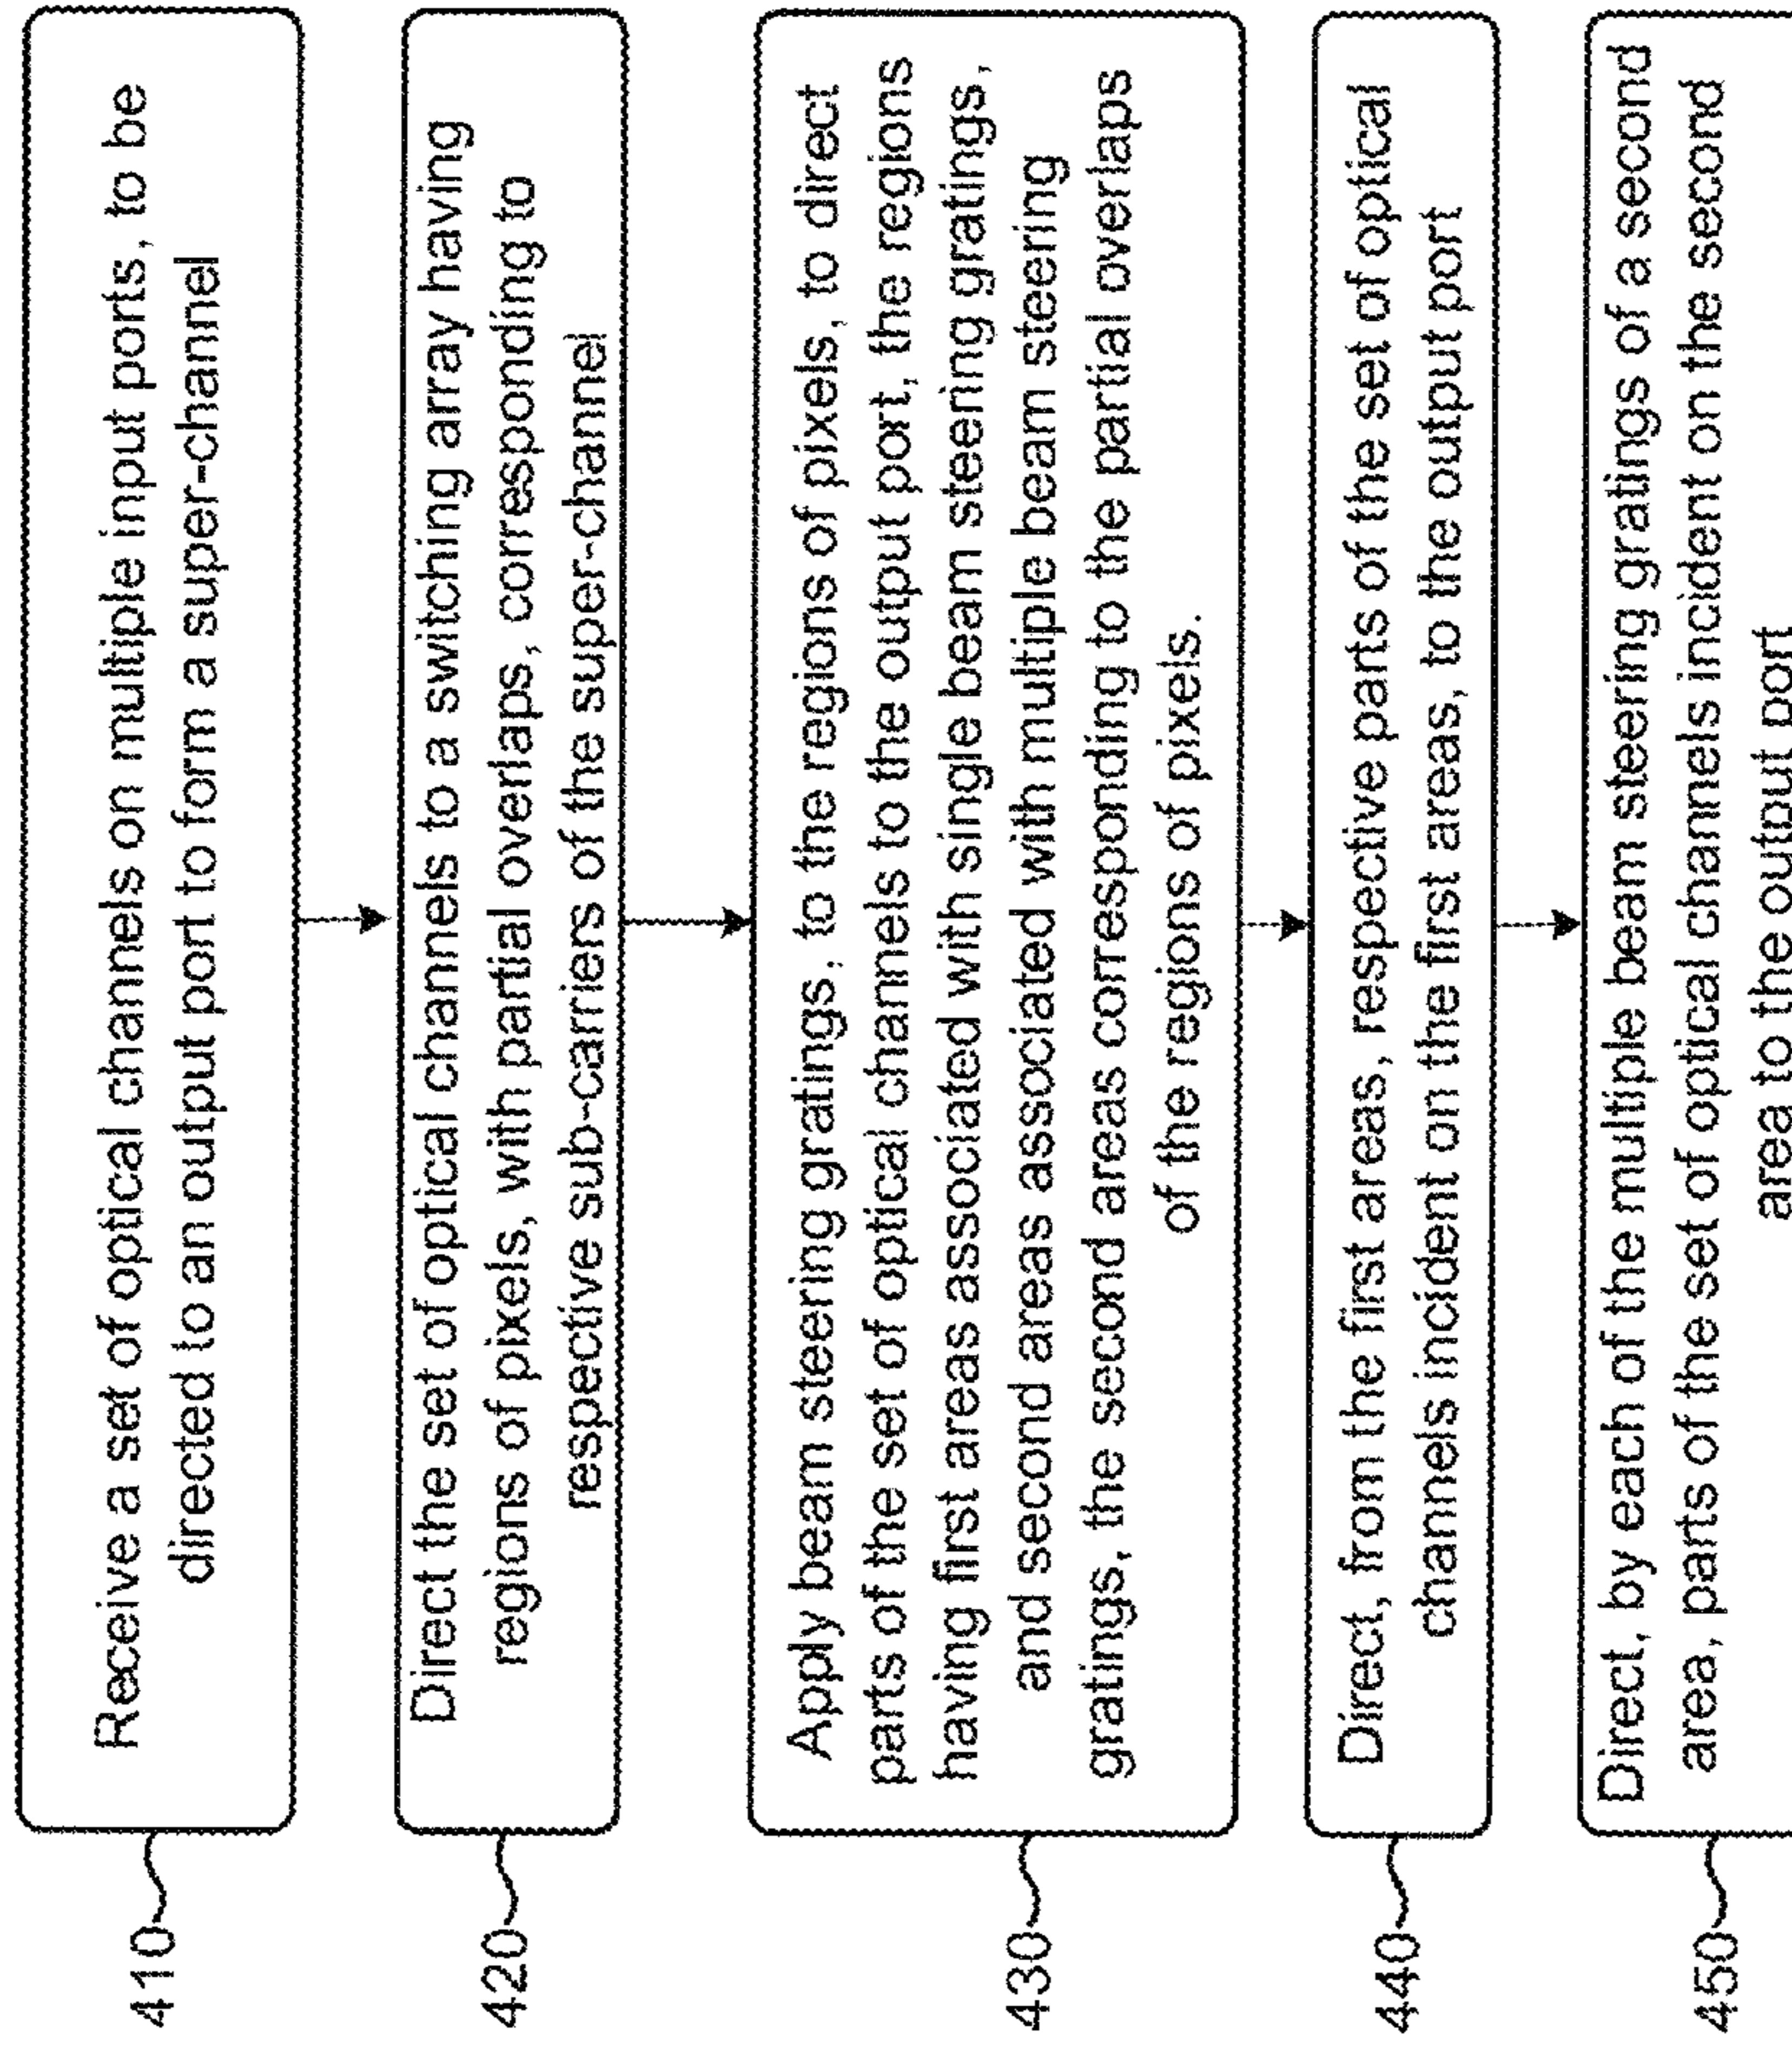 410
Receive a set of optical channels on multiple input ports, to be
directed to an output port to form a super-channel
420
Direct the set of optical channels to a switching array having
regions of pixels, with partial overlaps, corresponding to
respective sub-carriers of the super-channel
430
Apply beam steering gratings, to the regions of pixels, to direct
parts of the set of optical channels to the output port, the regions
having first areas associated with single beam steering gratings,
and second areas associated with multiple beam steering
gratings, the second areas corresponding to the partial overlaps
of the regions of pixels.
440
Direct, from the first areas, respective parts of the set of optical
channels incident on the first areas, to the output port
450
Direct, by each of the multiple beam steering gratings of a second
area, parts of the set of optical channels incident on the second
area to the output port